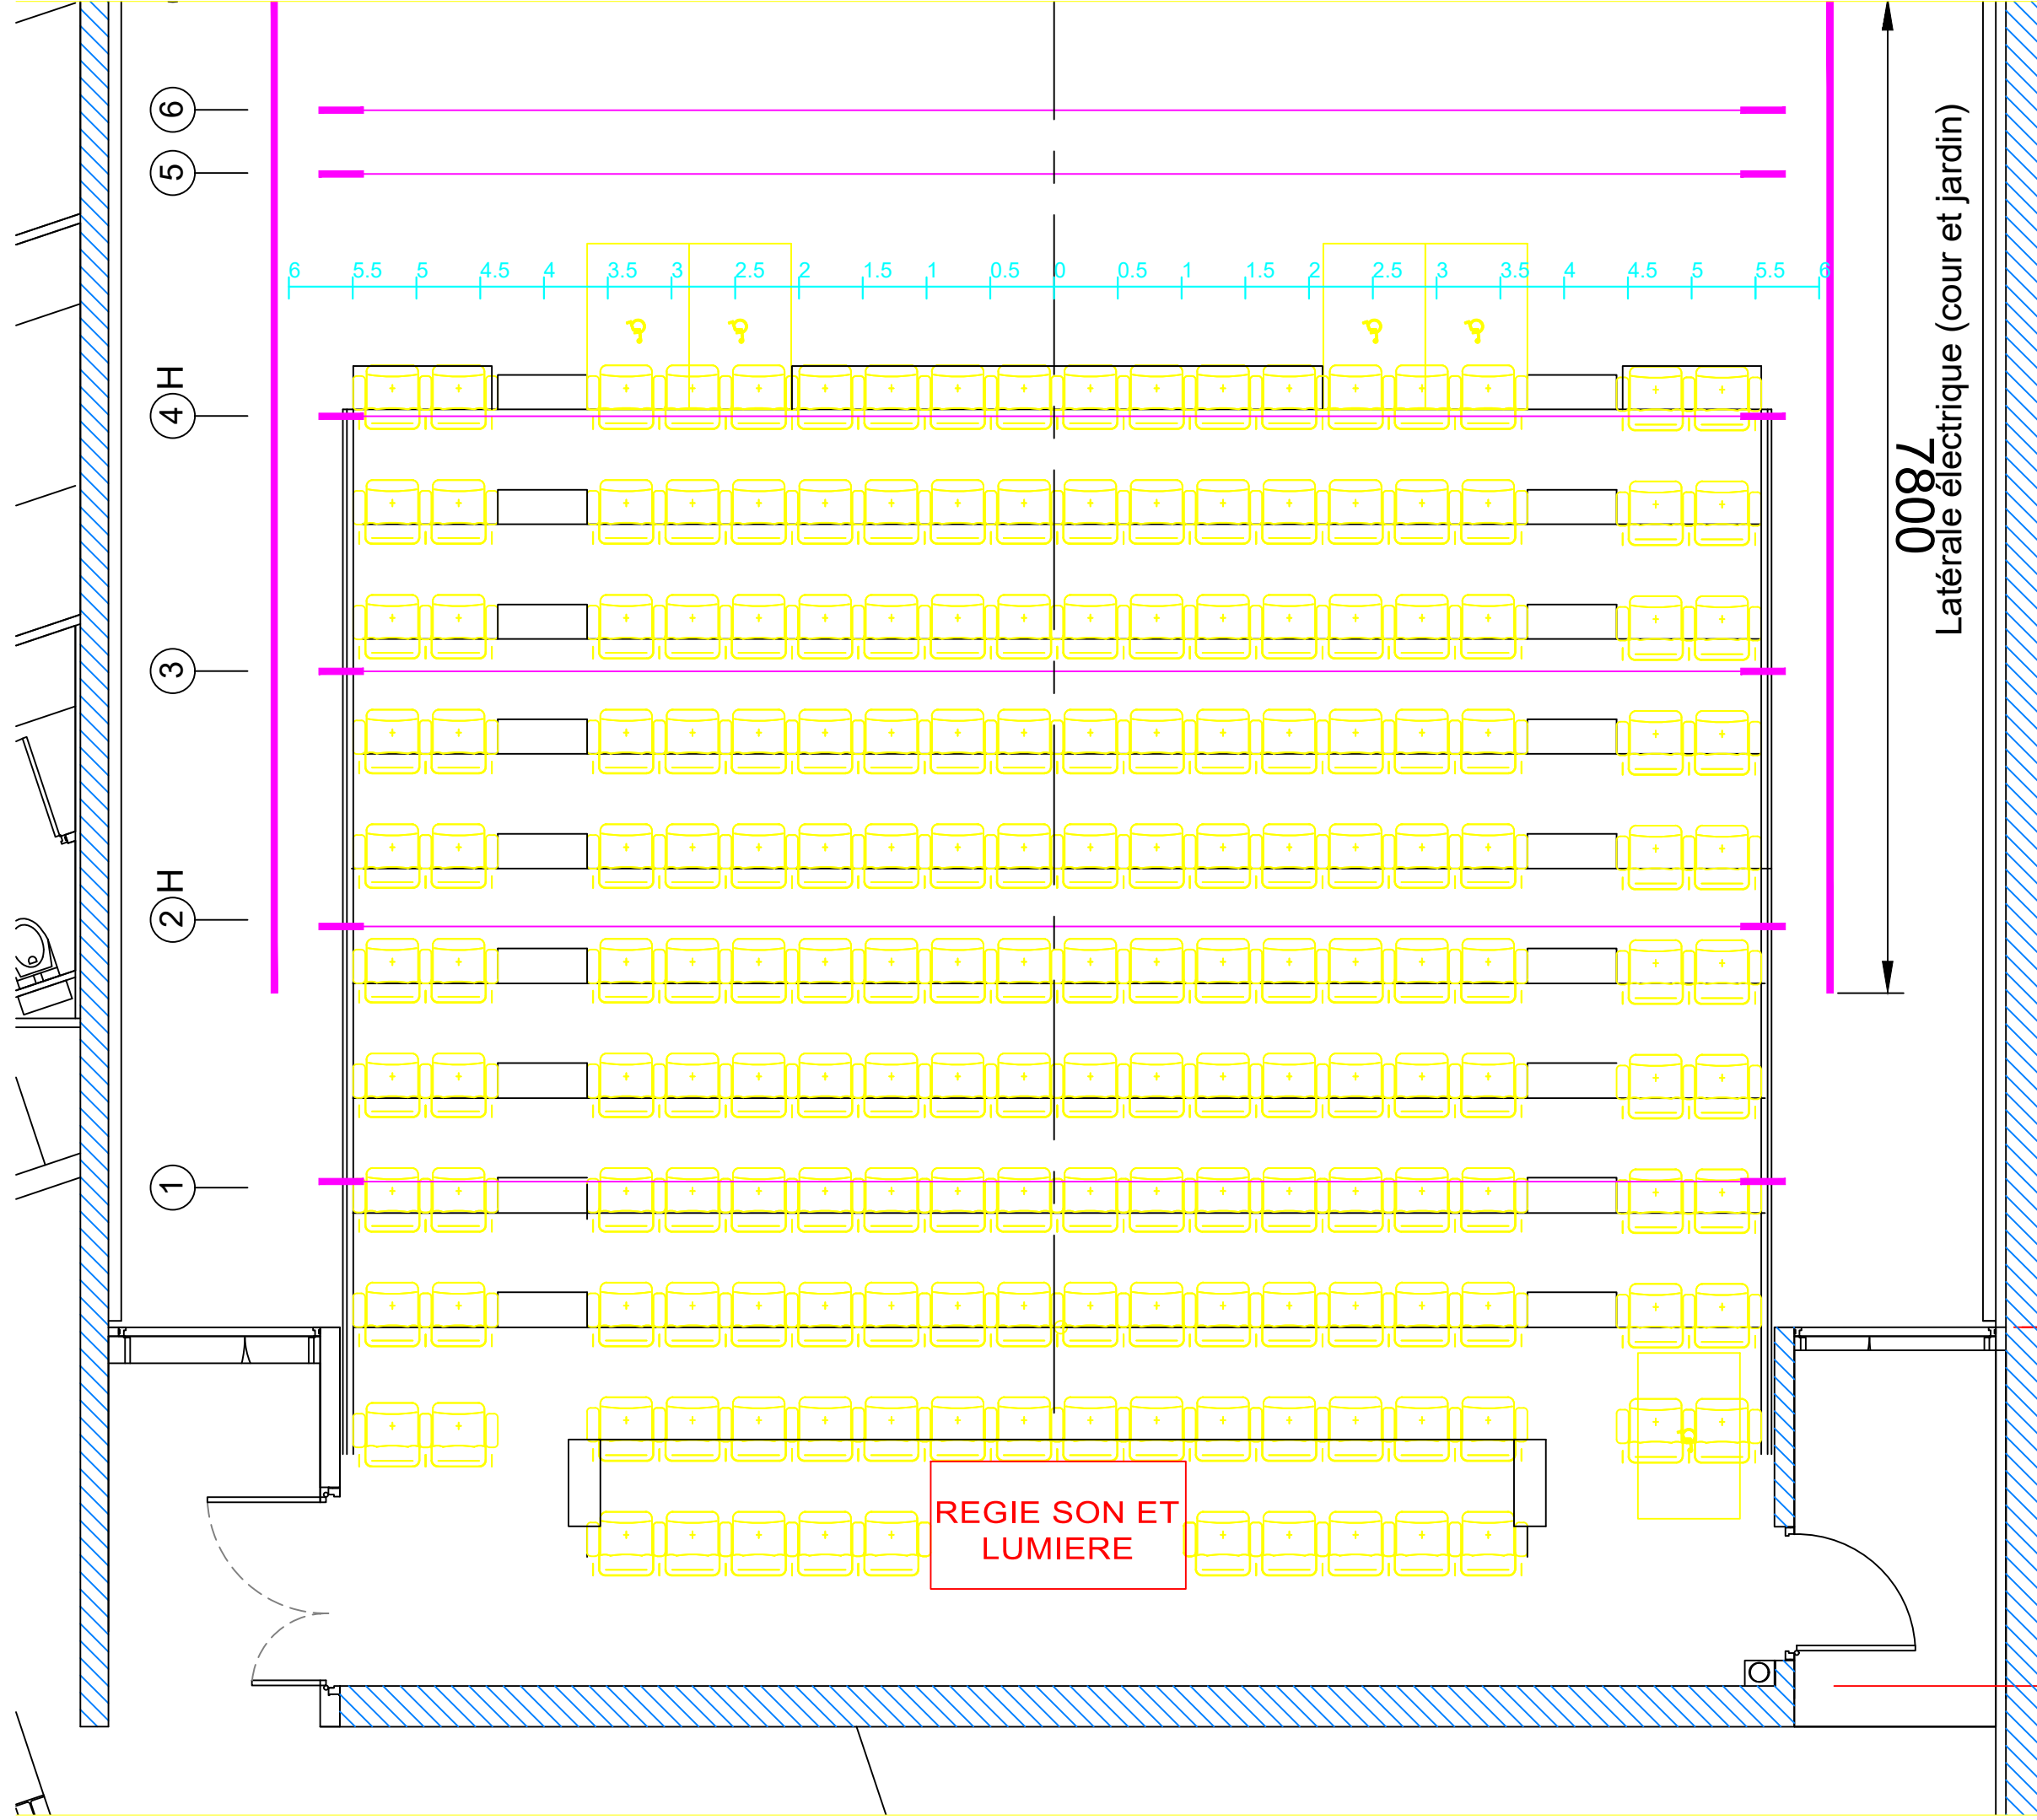 6
5
6 5.5 5 4.5 4 3.5 3 2.5 2 1.5 1 0.5 0 0.5 1 1.5 2 2.5 3 3.5 4 4.5 5 5.5 6
4 H
3
2 H
1
7800
Latérale électrique (cour et jardin)
REGIE SON ET
LUMIERE